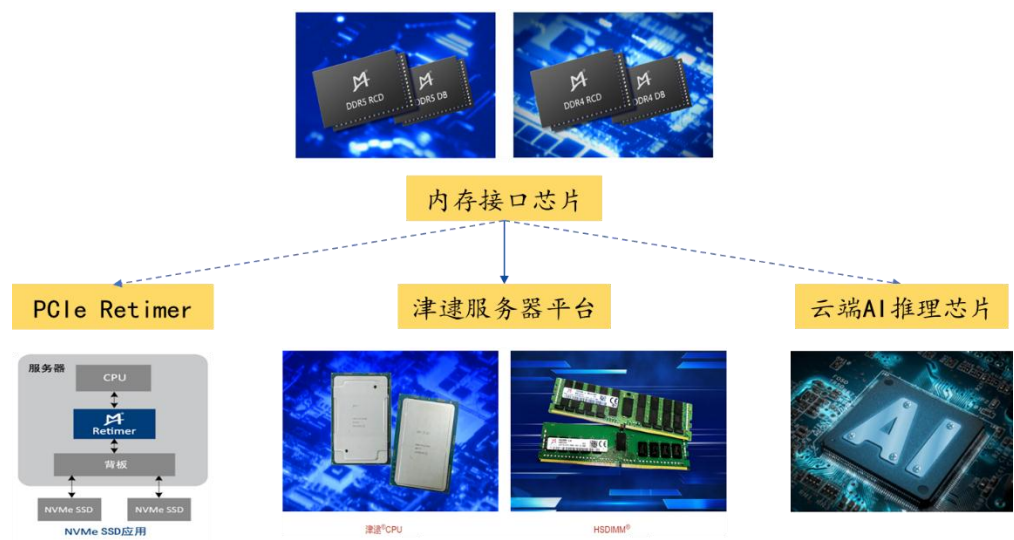 DDR5 RCD
DDR5 DB
DDR4 RCD
DDR4 DB
内存接口芯片
PCIe Retimer
津逮服务器平台
云端AI推理芯片
服务器
CPU
Retimer
背板
NVMe SSD
NVMe SSD
NVMe SSD应用
津逮®CPU
HSDIMM®
AI